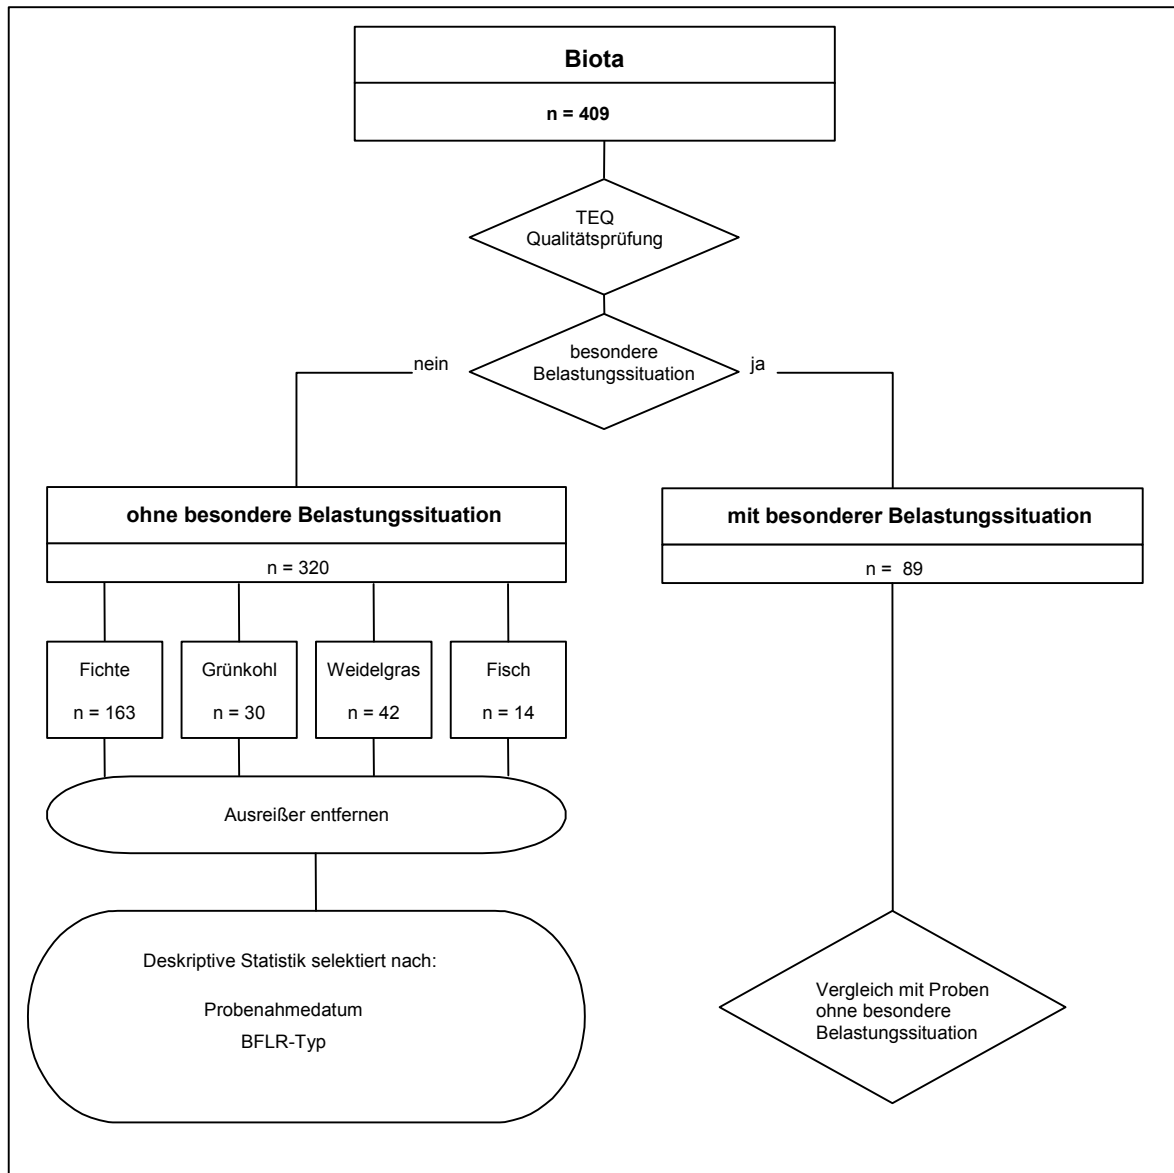 Biota
n = 409
TEQ
Qualitätsprüfung
nein
besondere
Belastungssituation
ja
ohne besondere Belastungssituation
n = 320
mit besonderer Belastungssituation
n =  89
Fichte
n = 163
Grünkohl
n = 30
Weidelgras
n = 42
Fisch
n = 14
Ausreißer entfernen
Deskriptive Statistik selektiert nach:
Probenahmedatum
BFLR-Typ
Vergleich mit Proben
ohne besondere
Belastungssituation